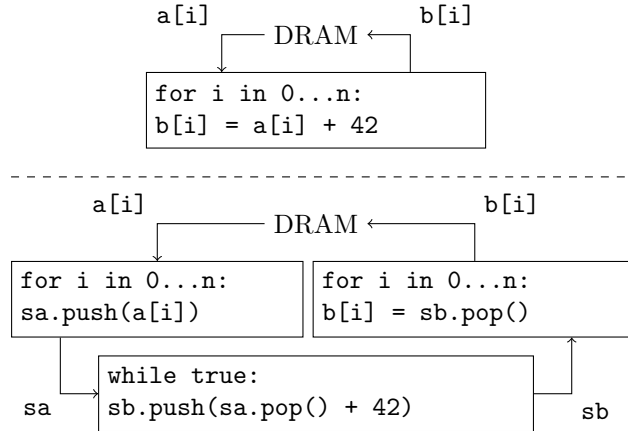 a[i]
DRAM
b[i]
for i in 0...n:
b[i] = a[i] + 42
a[i]
DRAM
b[i]
for i in 0...n:
sa.push(a[i])
for i in 0...n:
b[i] = sb.pop()
while true:
sb.push(sa.pop() + 42)
sa
sb